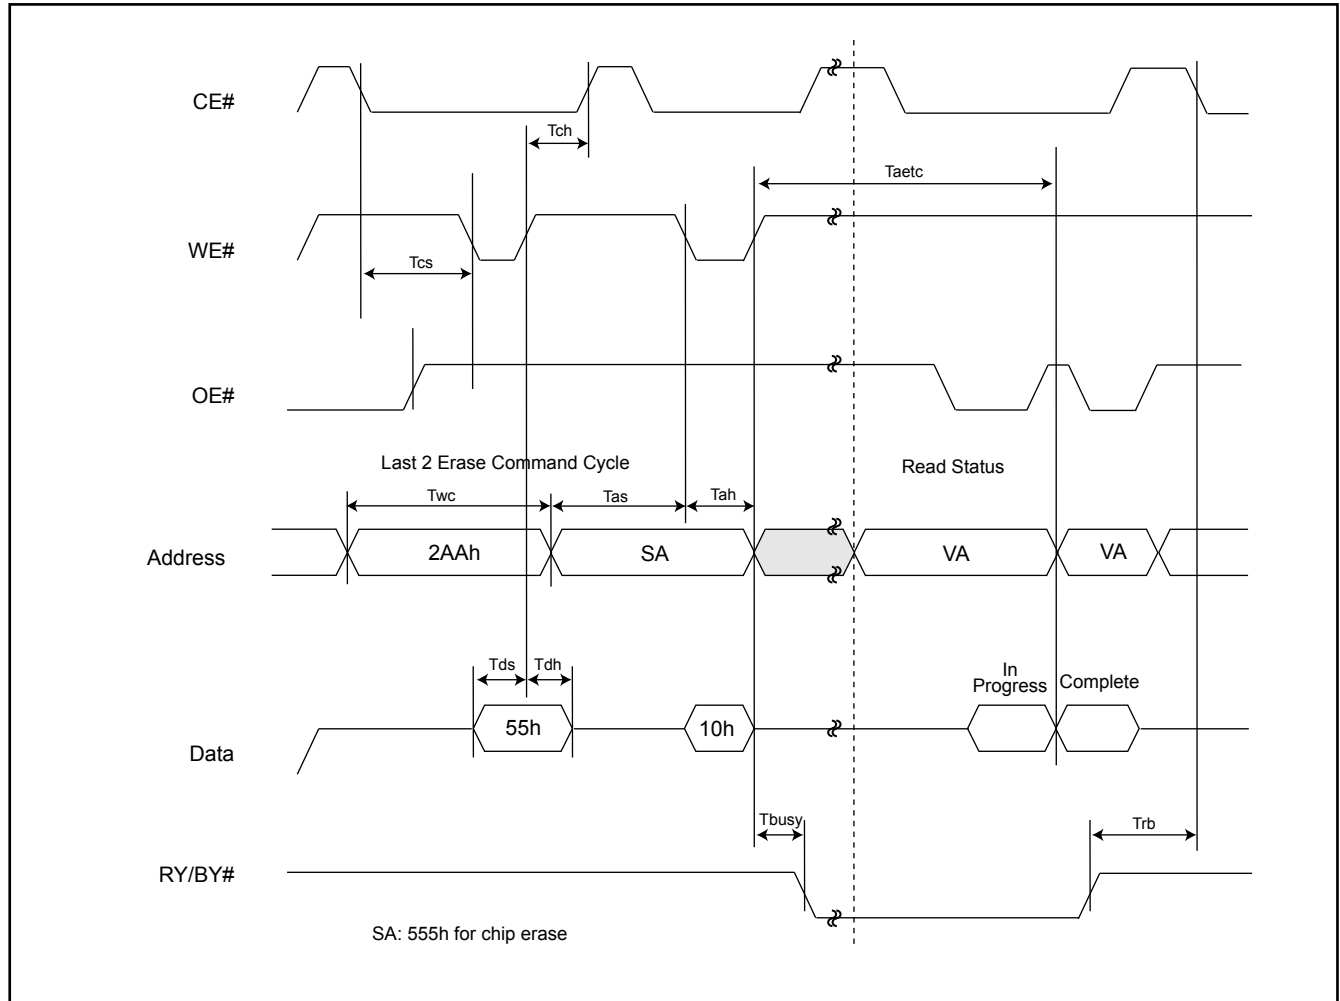 CE#
Tch
Taetc
WE#
Tcs
OE#
Last 2 Erase Command Cycle
Read Status
Twc
Tas
Tah
Address
2AAh
SA
VA
VA
Tds
Tdh
In
Progress
Complete
55h
10h
Data
Tbusy
Trb
RY/BY#
SA: 555h for chip erase